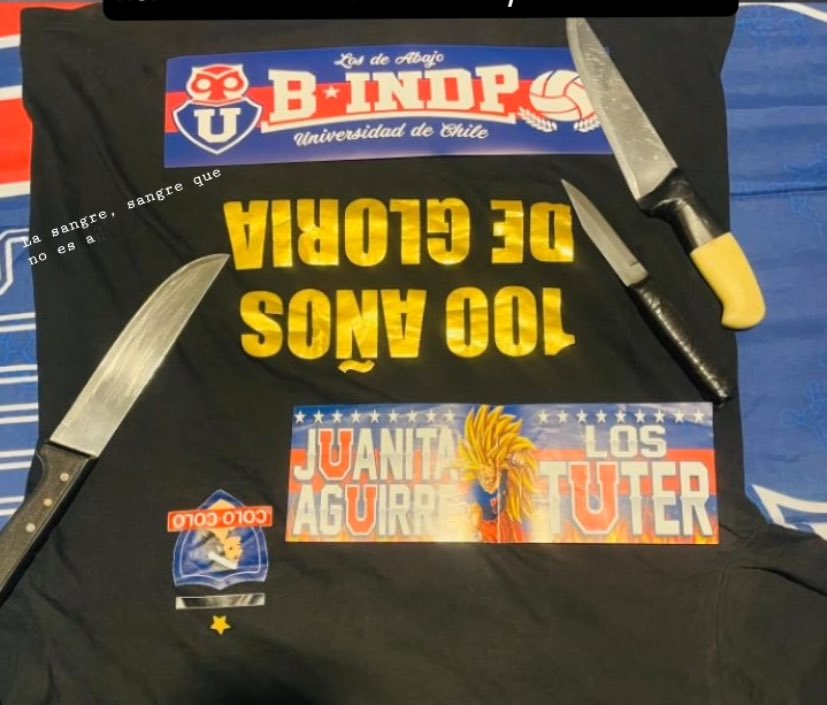 Los de Abajo
B★INDP
U
Universidad de Chile
La sangre, sangre que
no es a
100 AÑOS
DE GLORIA
JUANITA
AGUIRRE
LOS
TUTER
COLO-COLO